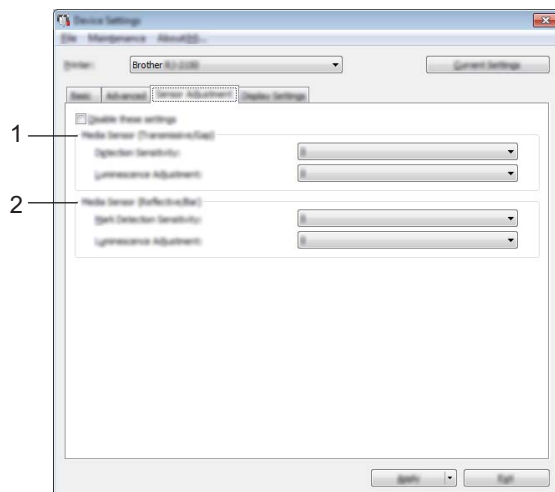 Device Settings
File Maintenance
Printer: Brother Current Settings
Basic Advanced Sensor Adjustment Display Settings
Disable these settings
1 Media Sensor (Transmissive/Gap)
Detection Sensitivity:
Luminescence Adjustment:
2 Media Sensor (Reflective/Bar)
Mark Detection Sensitivity:
Luminescence Adjustment:
Apply Exit